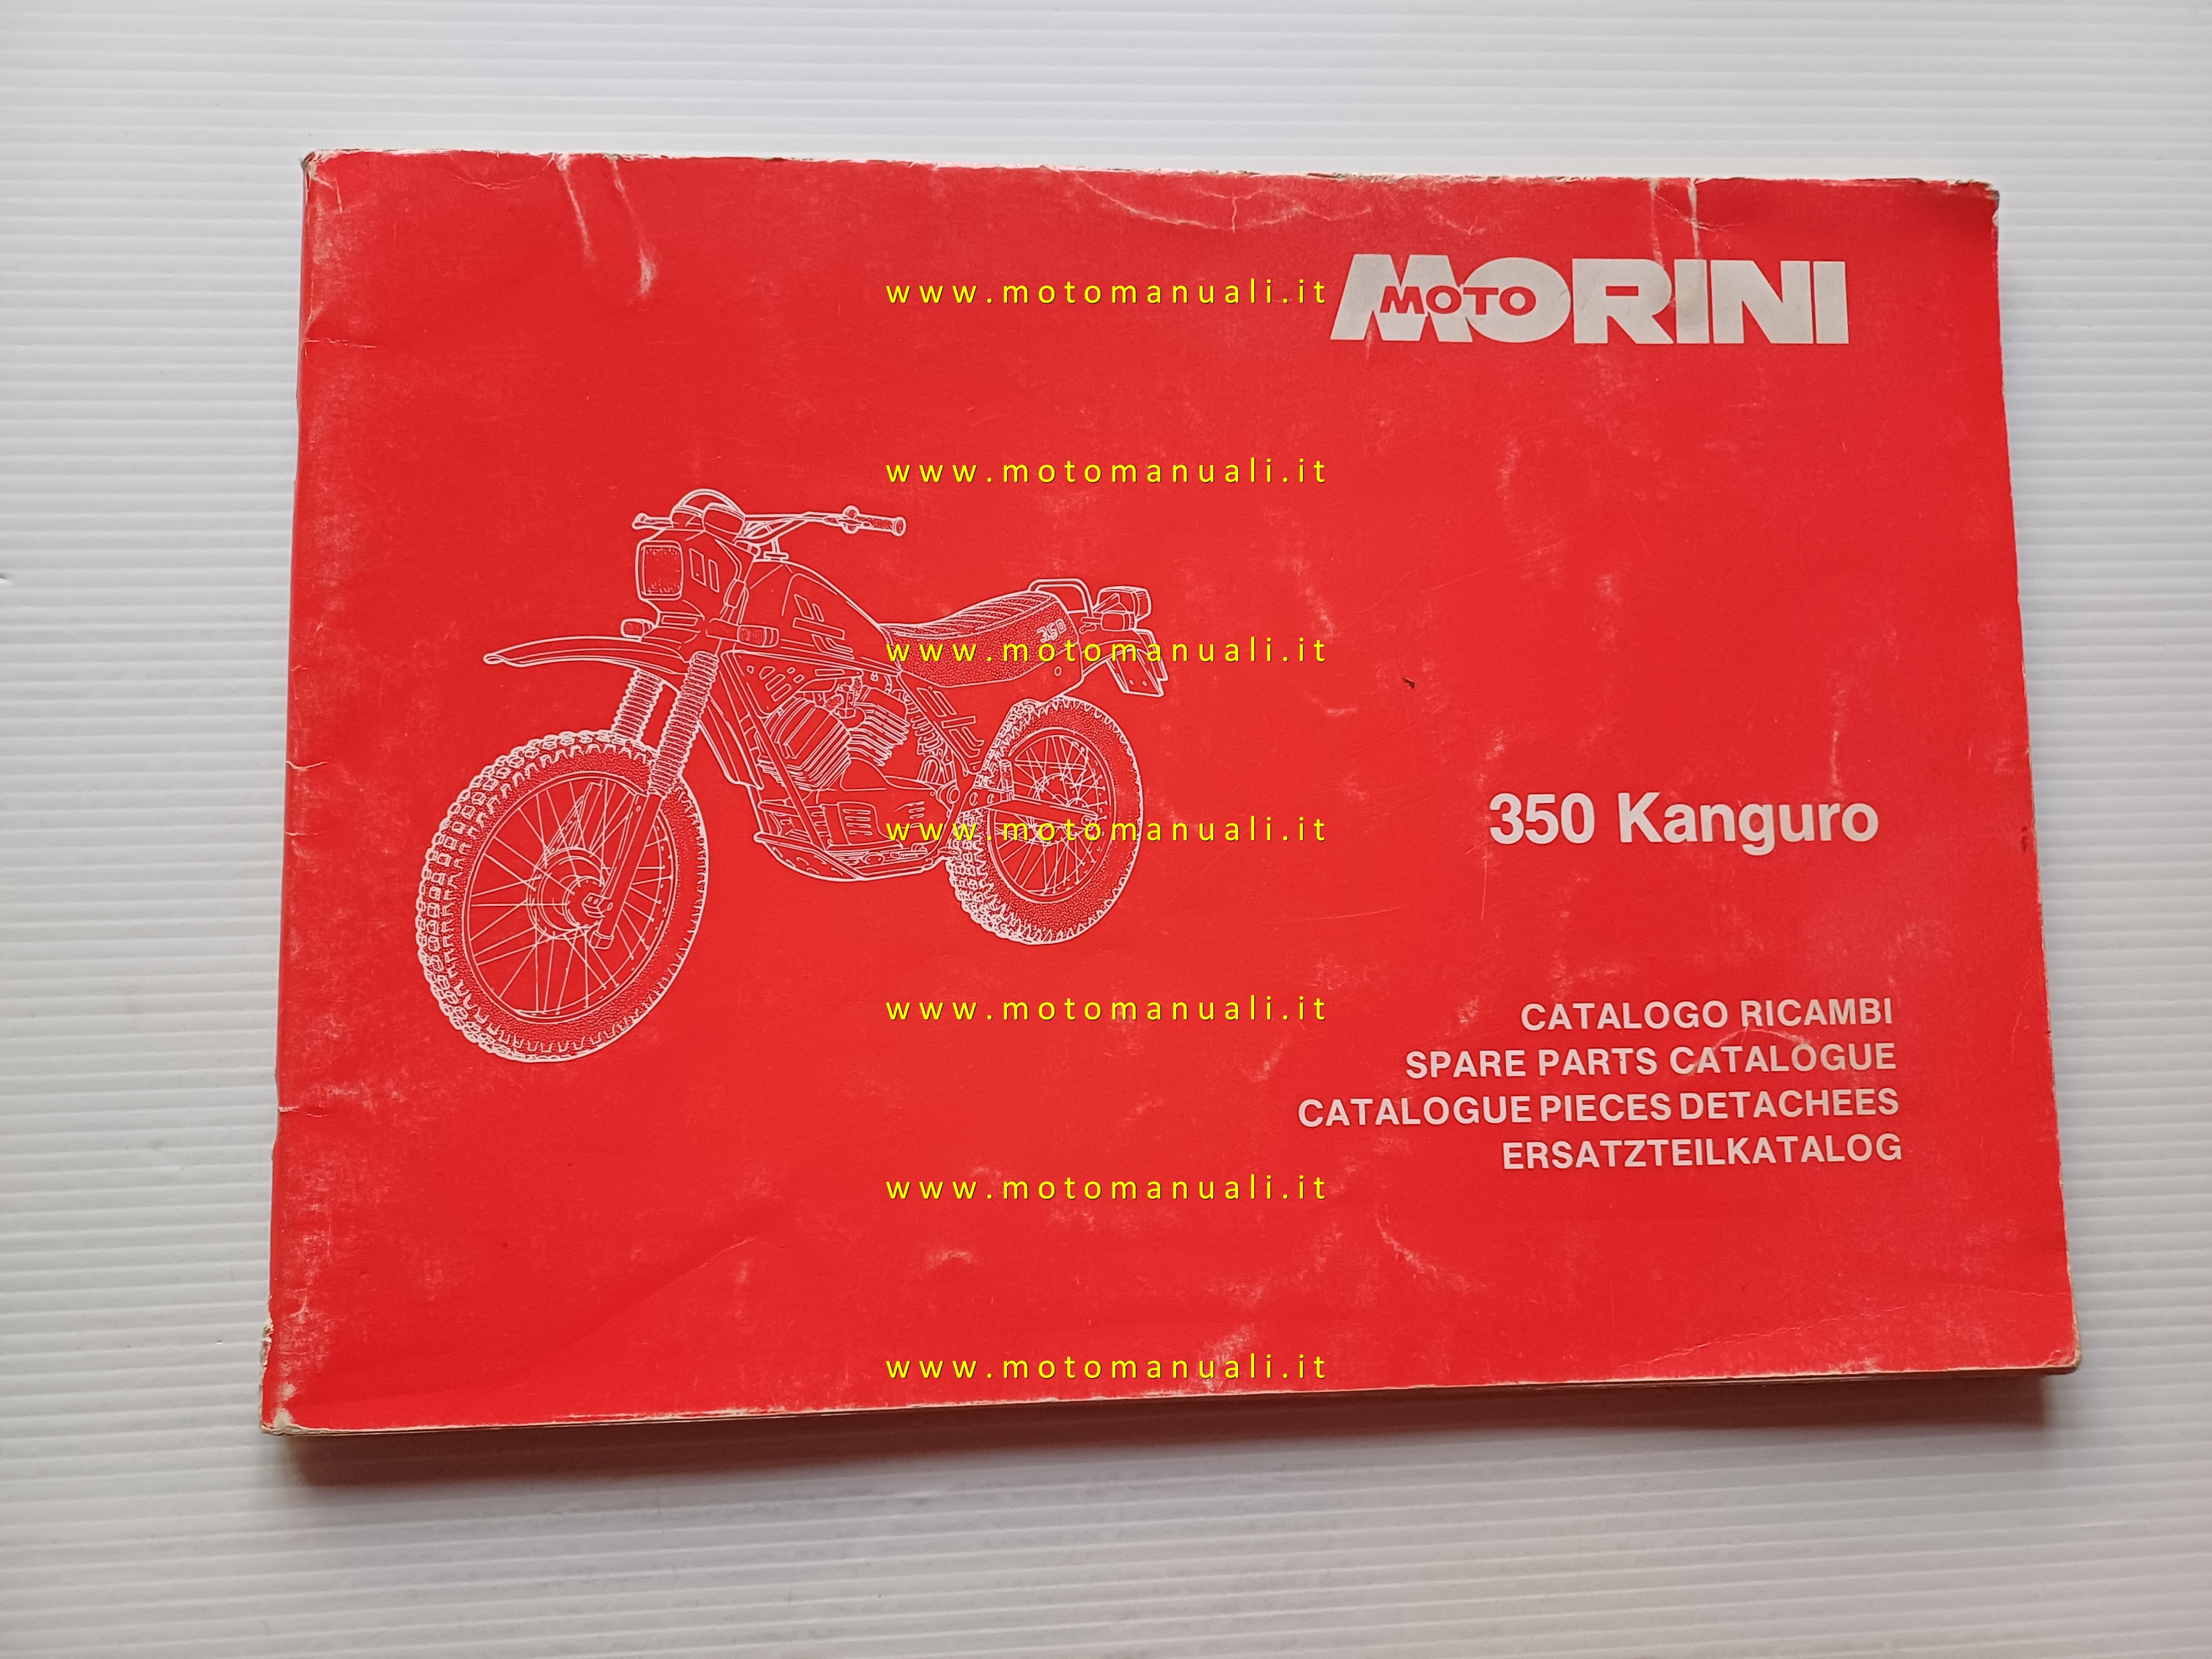 www.motomanuali.it
MOTO MORINI
www.motomanuali.it
350
www.motomanuali.it
350 Kanguro
www.motomanuali.it
CATALOGO RICAMBI
www.motomanuali.it
SPARE PARTS CATALOGUE
CATALOGUE PIECES DETACHEES
ERSATZTEILKATALOG
www.motomanuali.it
www.motomanuali.it